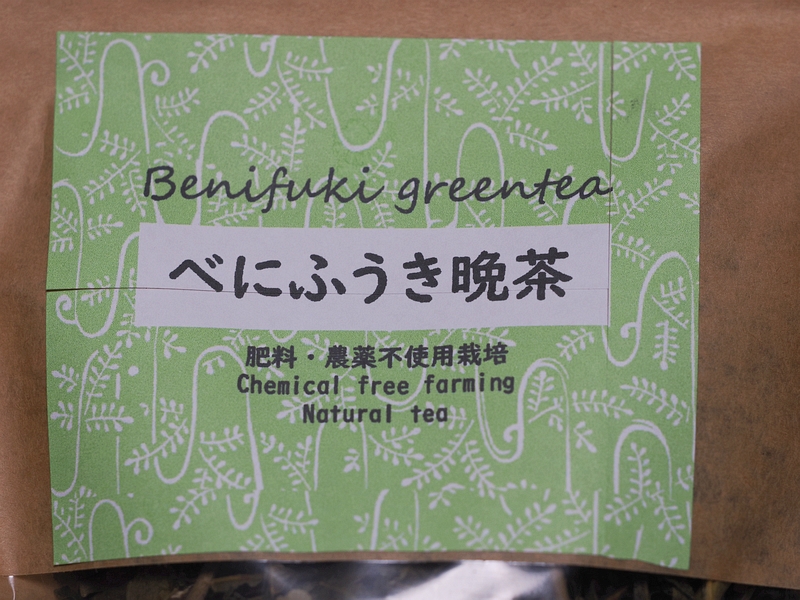 Benifuki greentea
べにふうき晩茶
肥料・農薬不使用栽培
Chemical free farming
Natural tea